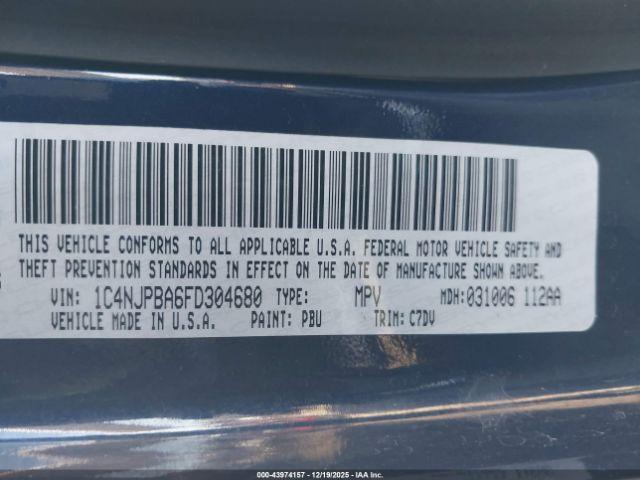 THIS VEHICLE CONFORMS TO ALL APPLICABLE U.S.A. FEDERAL MOTOR VEHICLE SAFETY AND
THEFT PREVENTION STANDARDS IN EFFECT ON THE DATE OF MANUFACTURE SHOWN ABOVE.
VIN: 1C4NJPBA6FD304680 TYPE: MPV MDH:031006 112AA
VEHICLE MADE IN U.S.A. PAINT: PBU TRIM: C7DV
00-43974157 - 12/19/2025 - IAA Inc.